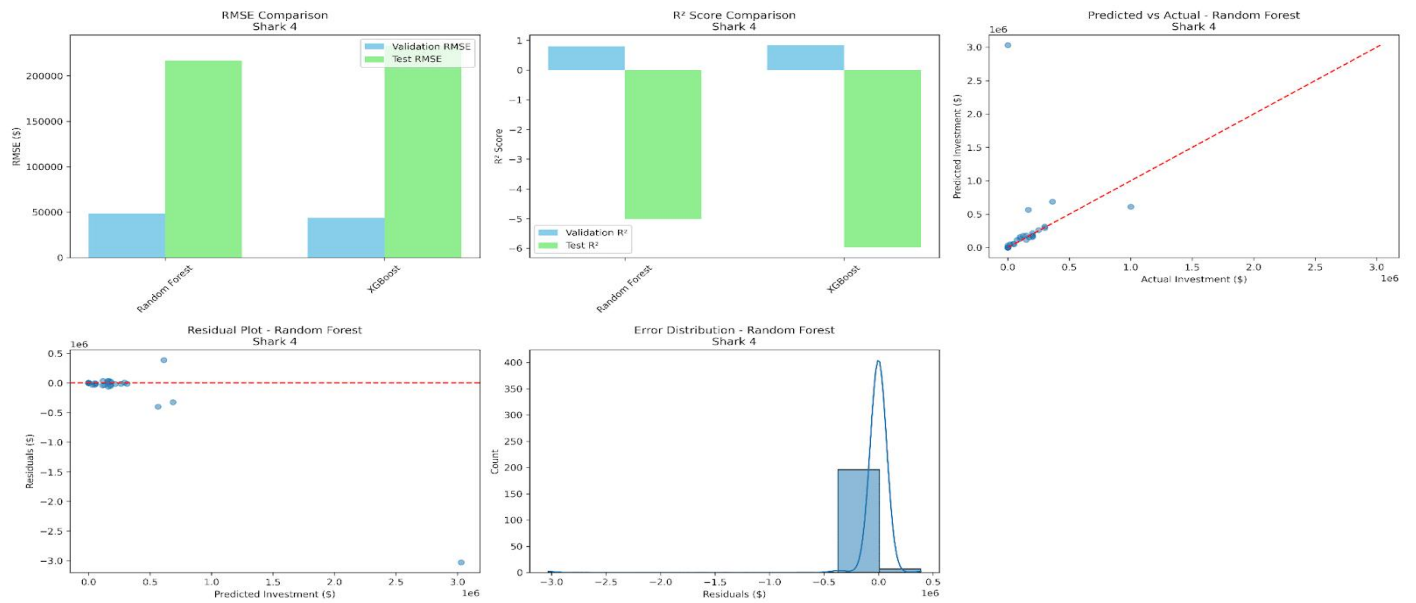 RMSE Comparison
Shark 4
RMSE ($)
200000
150000
100000
50000
0
Validation RMSE
Test RMSE
Random Forest
XGBoost
R² Score Comparison
Shark 4
R² Score
1
0
−1
−2
−3
−4
−5
−6
Validation R²
Test R²
Random Forest
XGBoost
Predicted vs Actual - Random Forest
Shark 4
1e6
Predicted Investment ($)
3.0
2.5
2.0
1.5
1.0
0.5
0.0
0.0 0.5 1.0 1.5 2.0 2.5 3.0
Actual Investment ($)
1e6
Residual Plot - Random Forest
Shark 4
1e6
Residuals ($)
0.5
0.0
−0.5
−1.0
−1.5
−2.0
−2.5
−3.0
0.0 0.5 1.0 1.5 2.0 2.5 3.0
Predicted Investment ($)
1e6
Error Distribution - Random Forest
Shark 4
Count
400
350
300
250
200
150
100
50
0
−3.0 −2.5 −2.0 −1.5 −1.0 −0.5 0.0 0.5
Residuals ($)
1e6